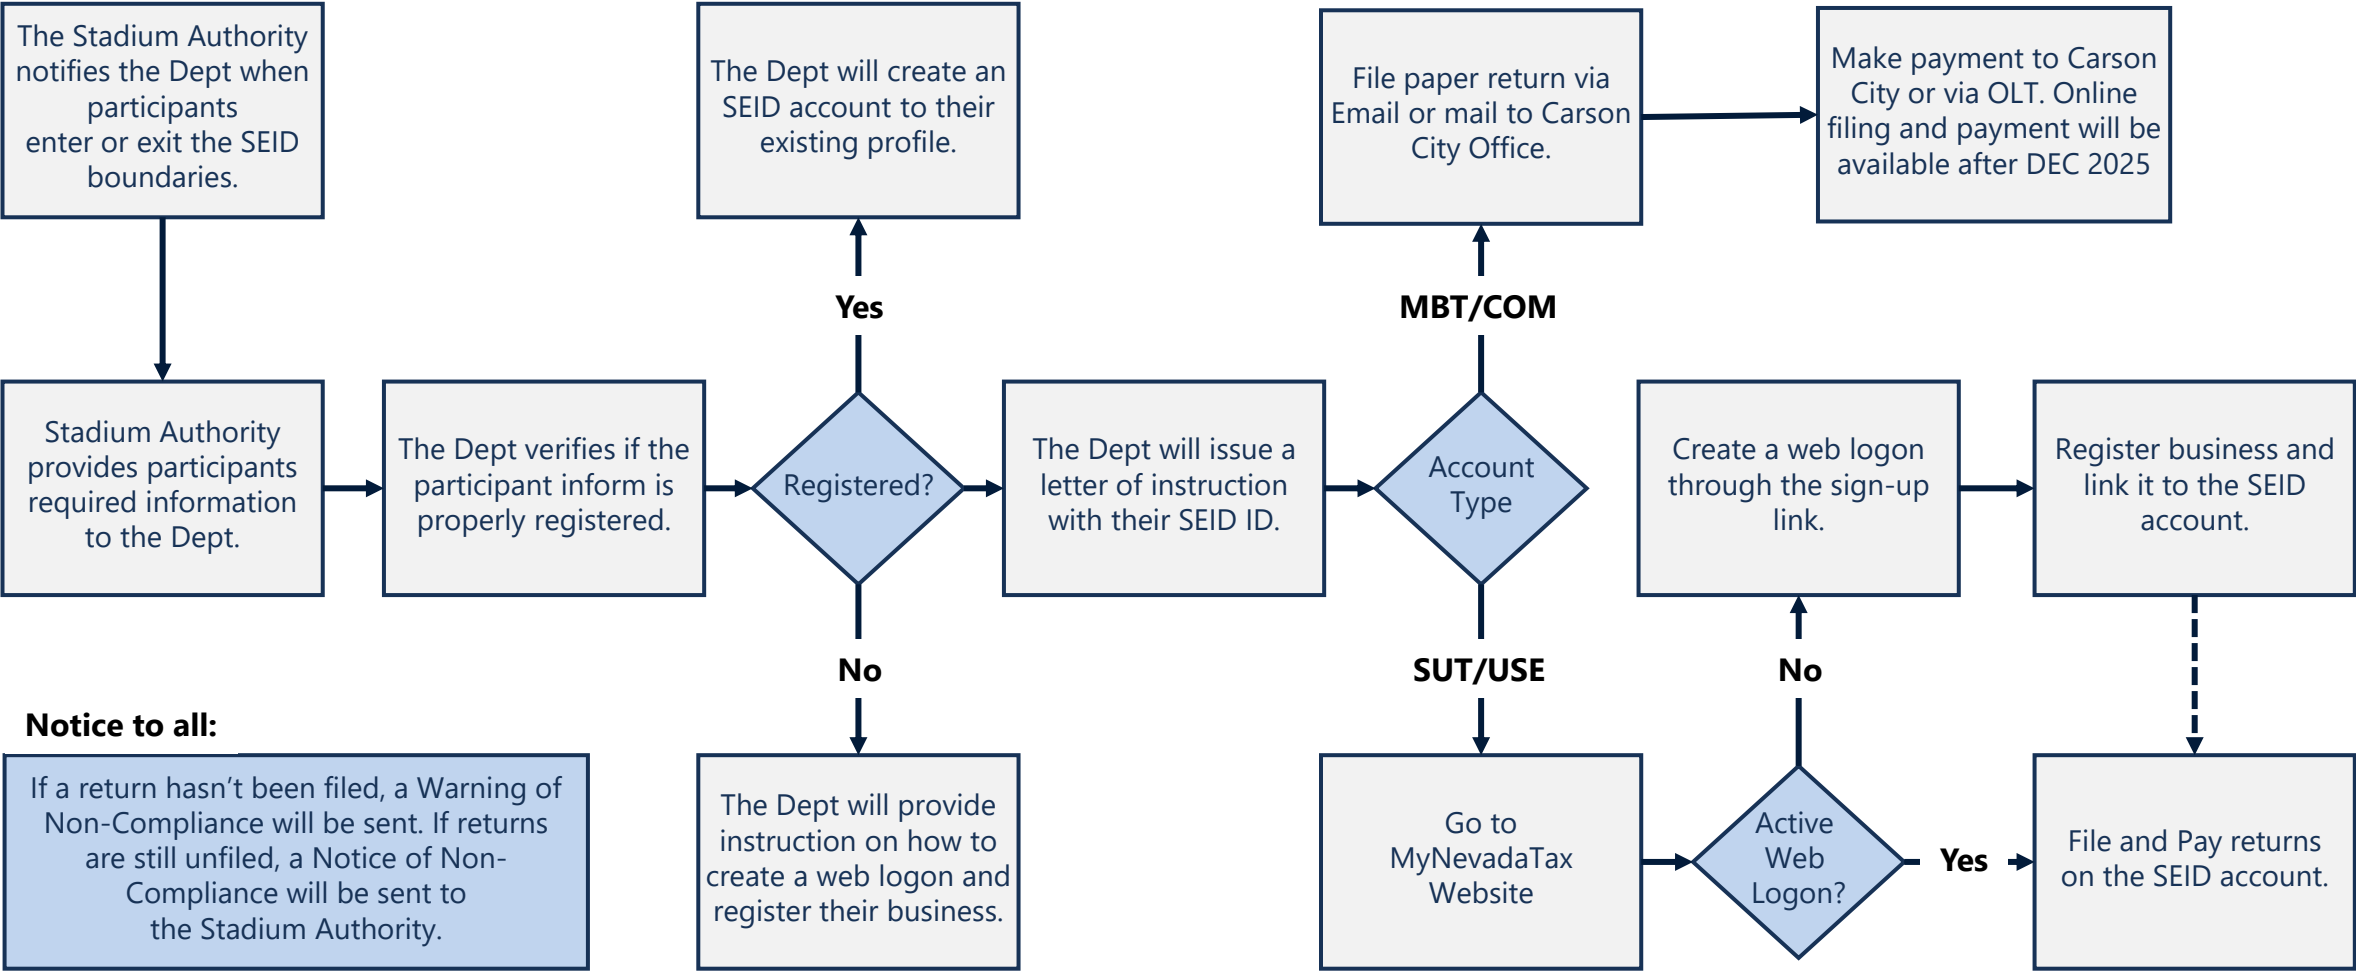 The Stadium Authority
notifies the Dept when
participants
enter or exit the SEID
boundaries.
The Dept will create an
SEID account to their
existing profile.
File paper return via
Email or mail to Carson
City Office.
Make payment to Carson
City or via OLT. Online
filing and payment will be
available after DEC 2025
Yes
MBT/COM
Stadium Authority
provides participants
required information
to the Dept.
The Dept verifies if the
participant inform is
properly registered.
Registered?
The Dept will issue a
letter of instruction
with their SEID ID.
Account
Type
Create a web logon
through the sign-up
link.
Register business and
link it to the SEID
account.
No
SUT/USE
No
Notice to all:
If a return hasn’t been filed, a Warning of
Non-Compliance will be sent. If returns
are still unfiled, a Notice of Non-
Compliance will be sent to
the Stadium Authority.
The Dept will provide
instruction on how to
create a web logon and
register their business.
Go to
MyNevadaTax
Website
Active
Web
Logon?
Yes
File and Pay returns
on the SEID account.